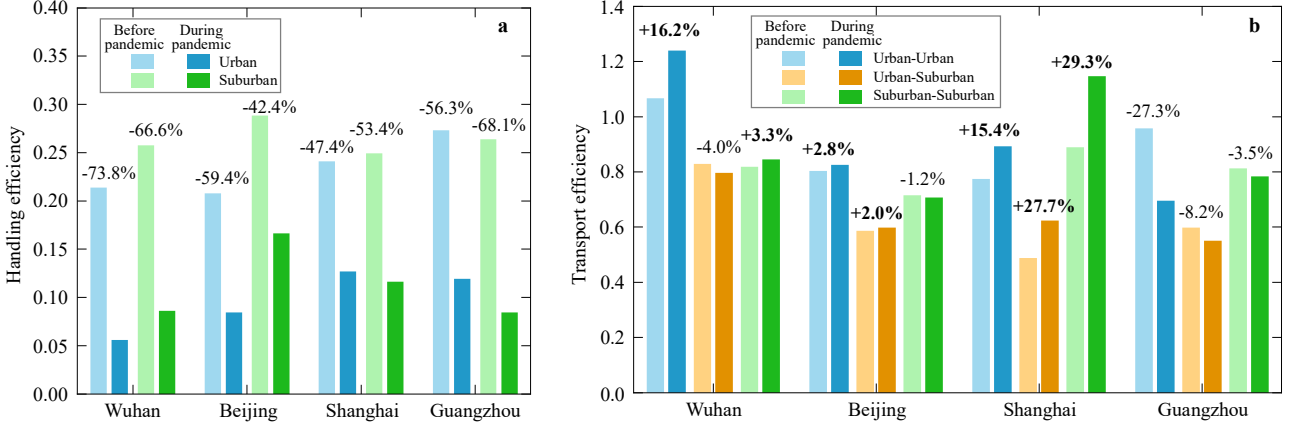 a
Before pandemic During pandemic
Urban
Suburban
Handling efficiency
0.40
0.35
0.30
0.25
0.20
0.15
0.10
0.05
0.00
-73.8%
-66.6%
-59.4%
-42.4%
-47.4%
-53.4%
-56.3%
-68.1%
Wuhan Beijing Shanghai Guangzhou
b
Before pandemic During pandemic
Urban-Urban
Urban-Suburban
Suburban-Suburban
Transport efficiency
1.4
1.2
1.0
0.8
0.6
0.4
0.2
0.0
+16.2%
-4.0%
+3.3%
+2.8%
+2.0%
-1.2%
+15.4%
+27.7%
+29.3%
-27.3%
-8.2%
-3.5%
Wuhan Beijing Shanghai Guangzhou